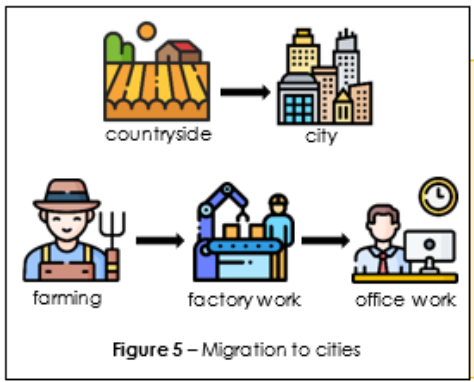 countryside
city
farming
factory work
office work
Figure 5 – Migration to cities